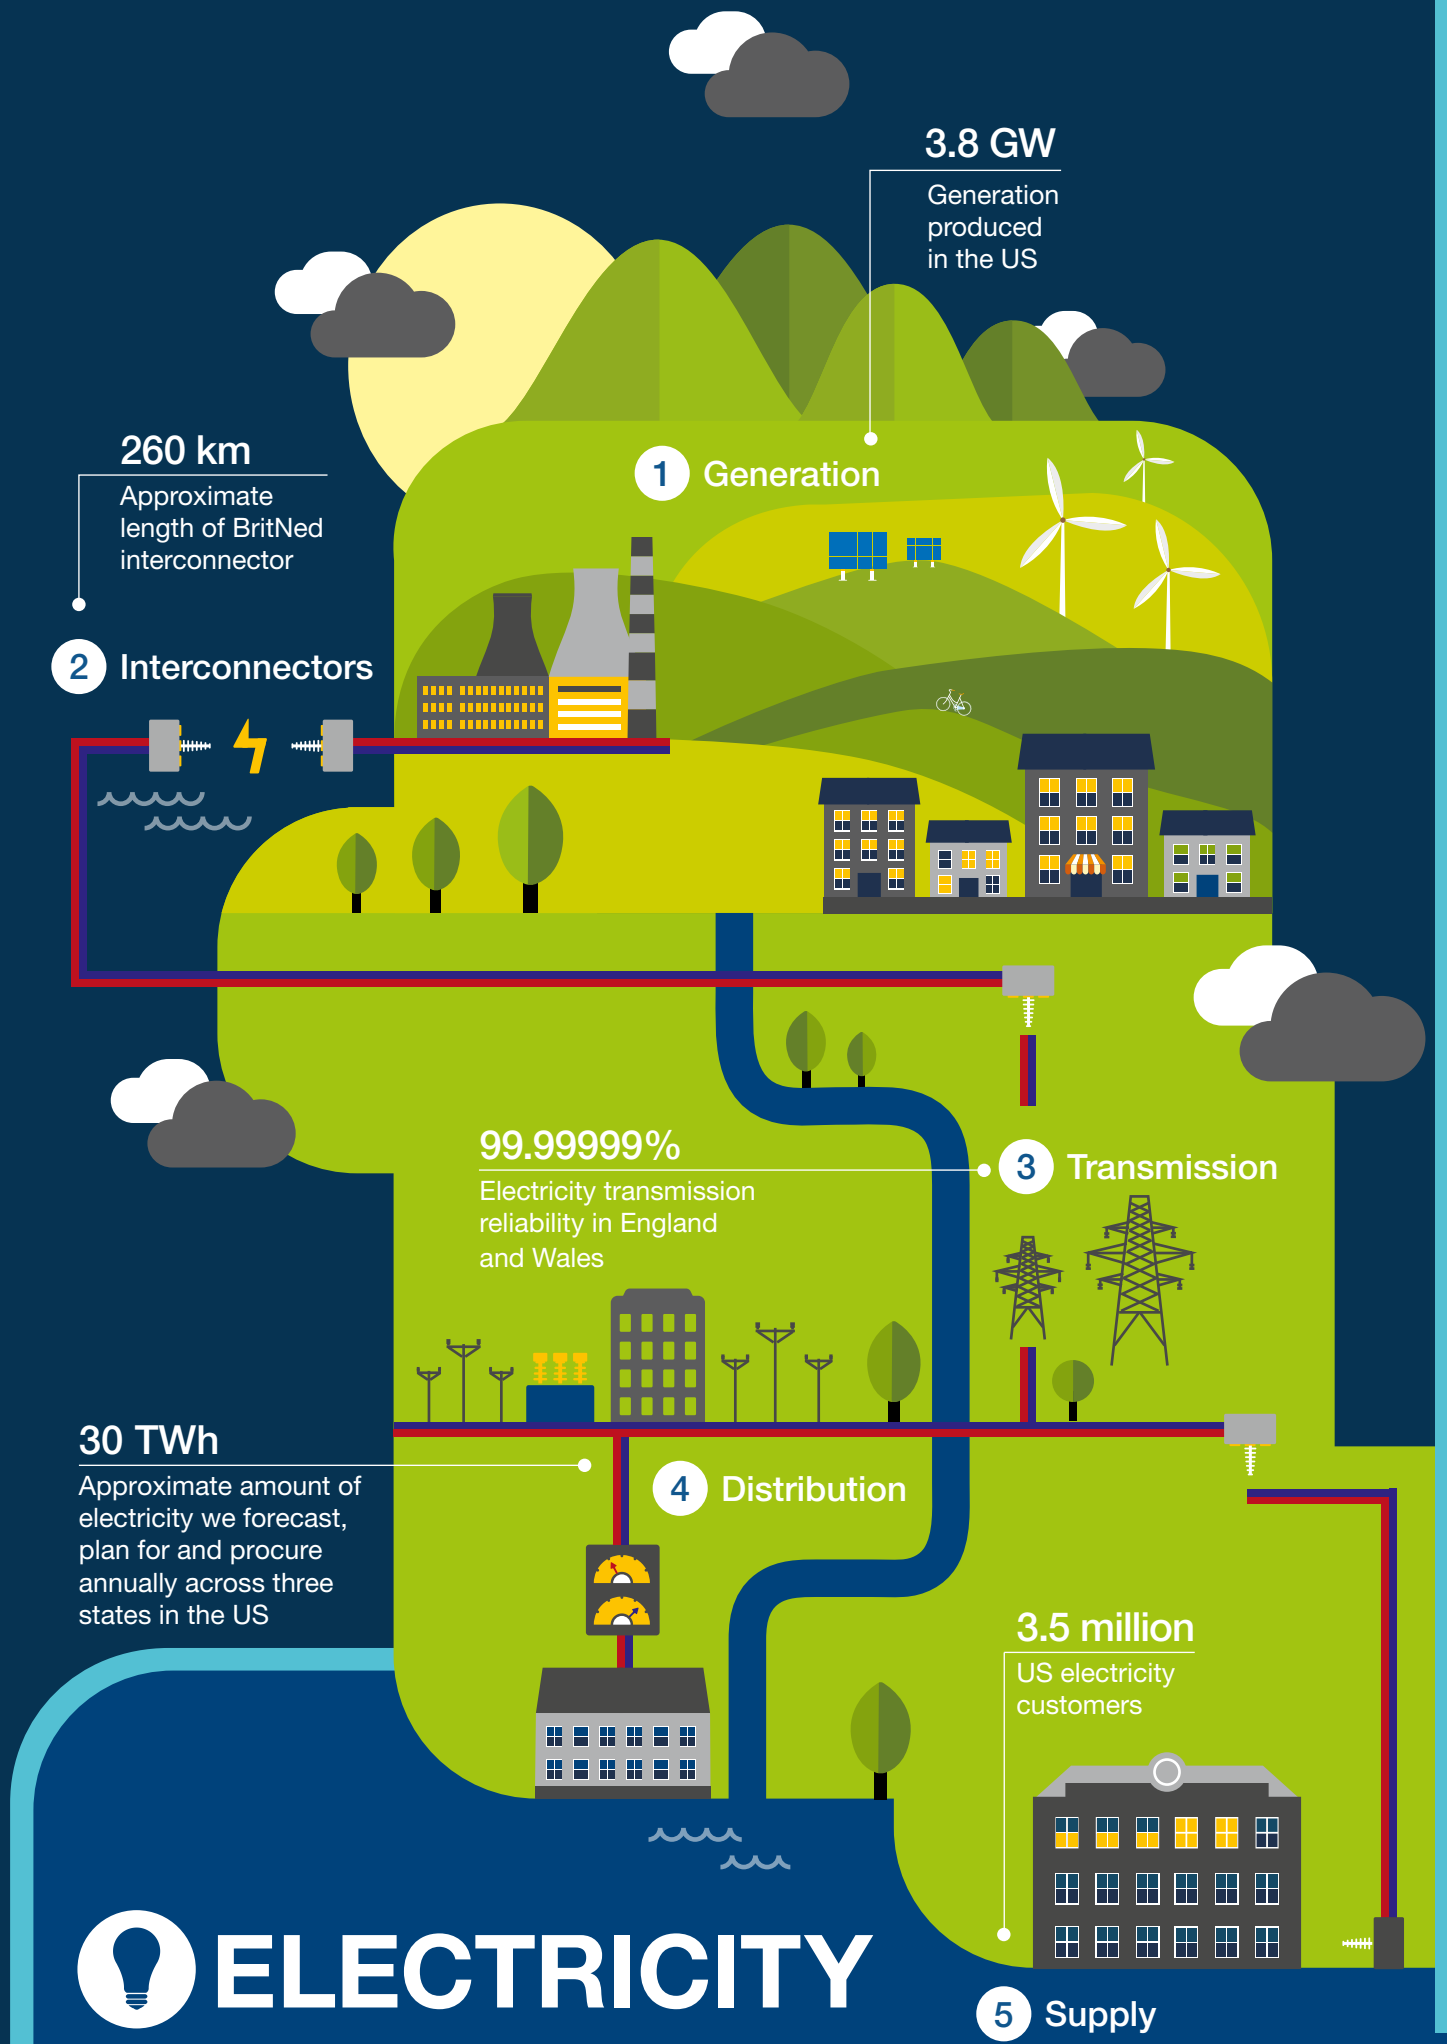 3.8 GW
Generation
produced
in the US
260 km
Approximate
length of BritNed
interconnector
1 Generation
2 Interconnectors
99.99999%
Electricity transmission
reliability in England
and Wales
3 Transmission
30 TWh
Approximate amount of
electricity we forecast,
plan for and procure
annually across three
states in the US
4 Distribution
3.5 million
US electricity
customers
ELECTRICITY
5 Supply